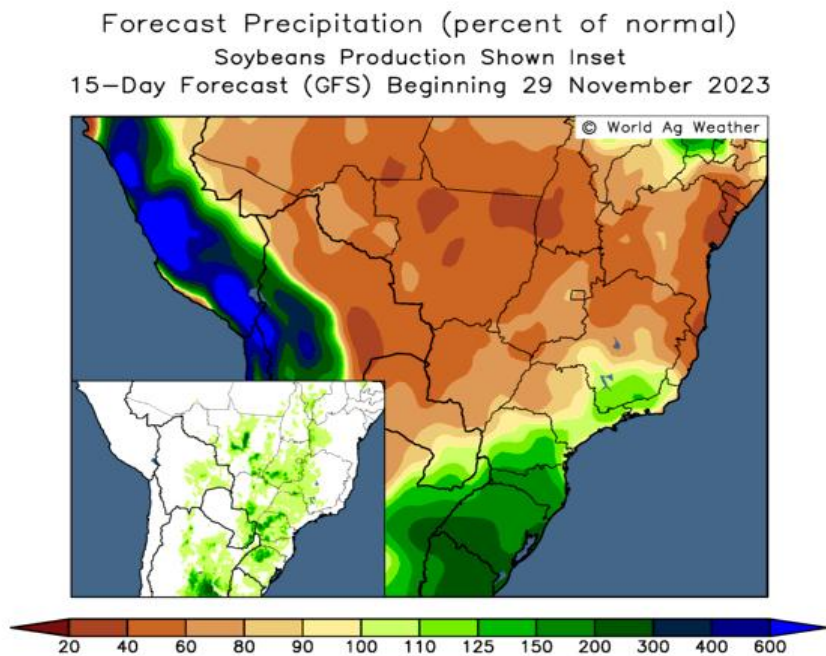 Forecast Precipitation (percent of normal)
Soybeans Production Shown Inset
15-Day Forecast (GFS) Beginning 29 November 2023
© World Ag Weather
20 40 60 80 90 100 110 125 150 200 300 400 600